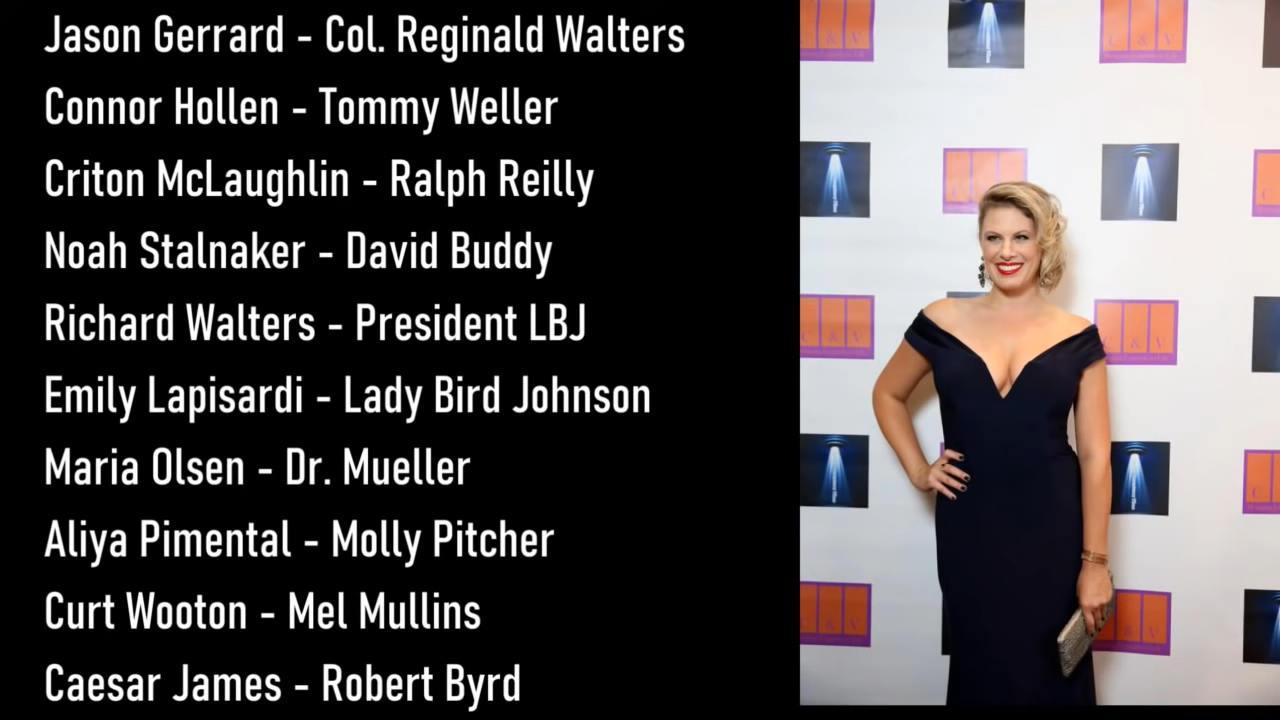 Jason Gerrard - Col. Reginald Walters
Connor Hollen - Tommy Weller
Criton McLaughlin - Ralph Reilly
Noah Stalnaker - David Buddy
Richard Walters - President LBJ
Emily Lapisardi - Lady Bird Johnson
Maria Olsen - Dr. Mueller
Aliya Pimental - Molly Pitcher
Curt Wooton - Mel Mullins
Caesar James - Robert Byrd
C & V